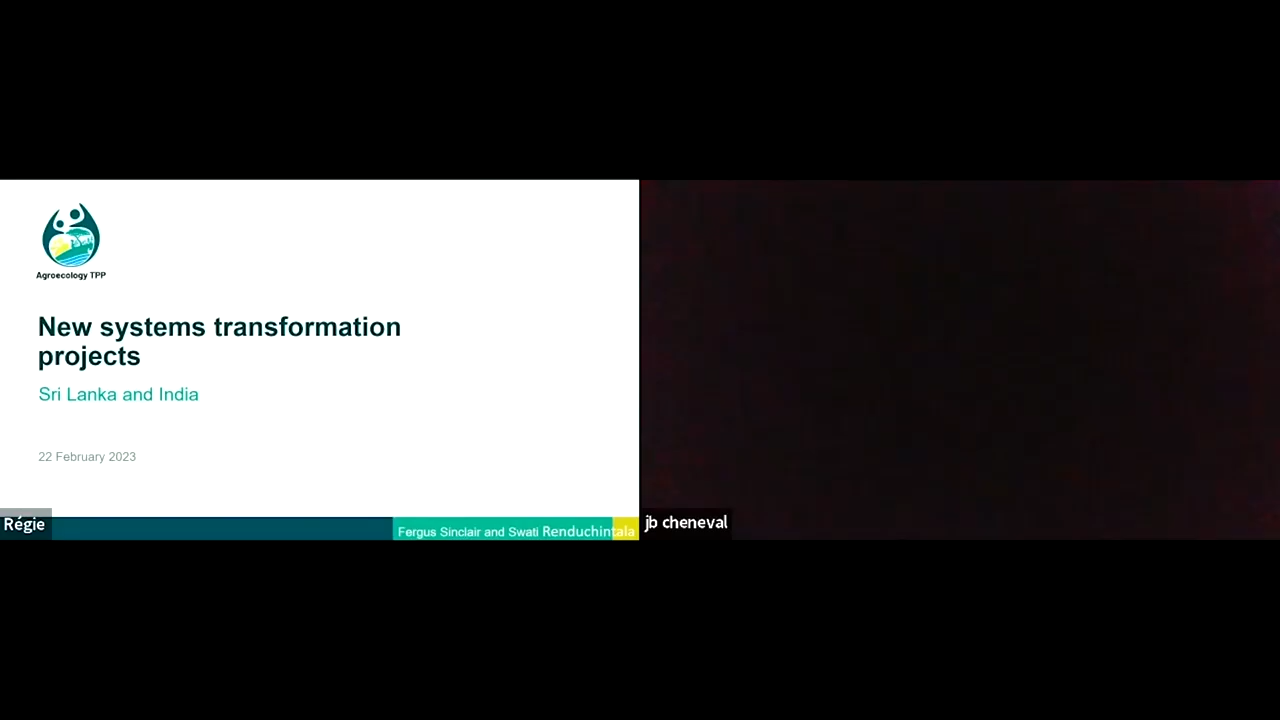 Agroecology TPP
New systems transformation
projects
Sri Lanka and India
22 February 2023
Régie
Fergus Sinclair and Swati Renduchintala
jb cheneval